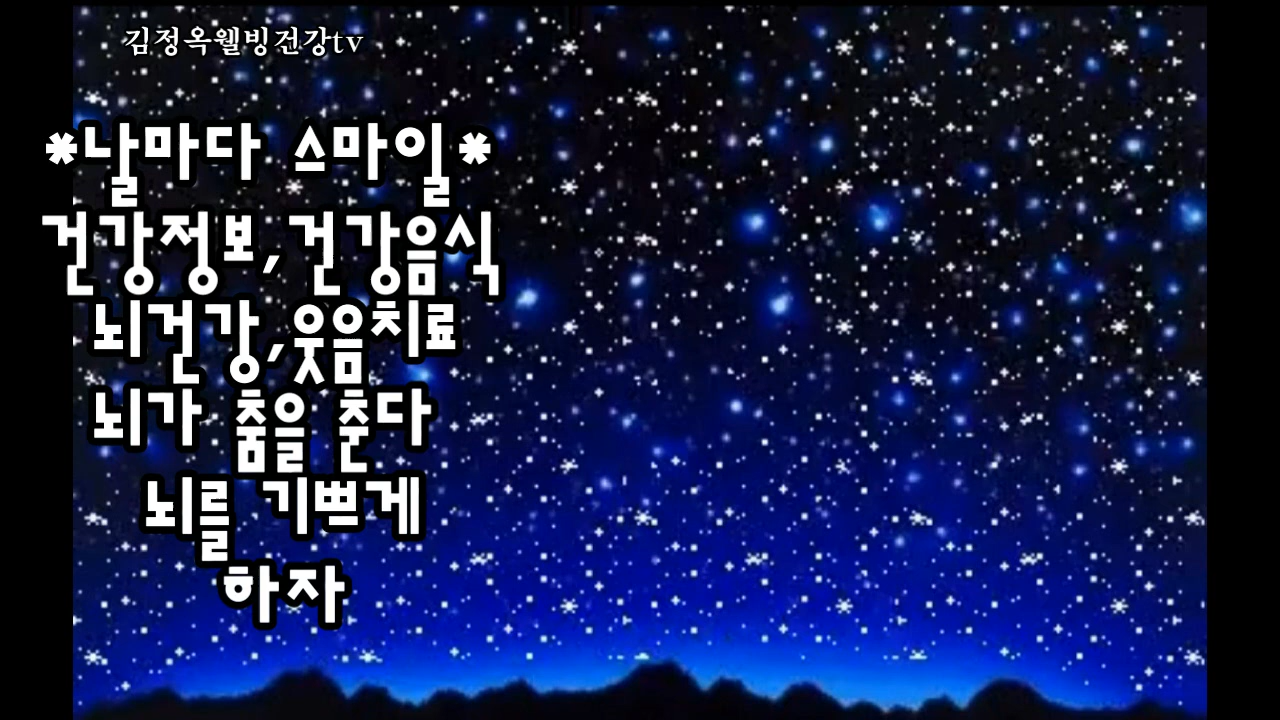 김정옥웰빙건강tv
*날마다 스마일*
건강정보,건강음식
뇌건강,웃음치료
뇌가 춤을 춘다
뇌를 기쁘게
하자